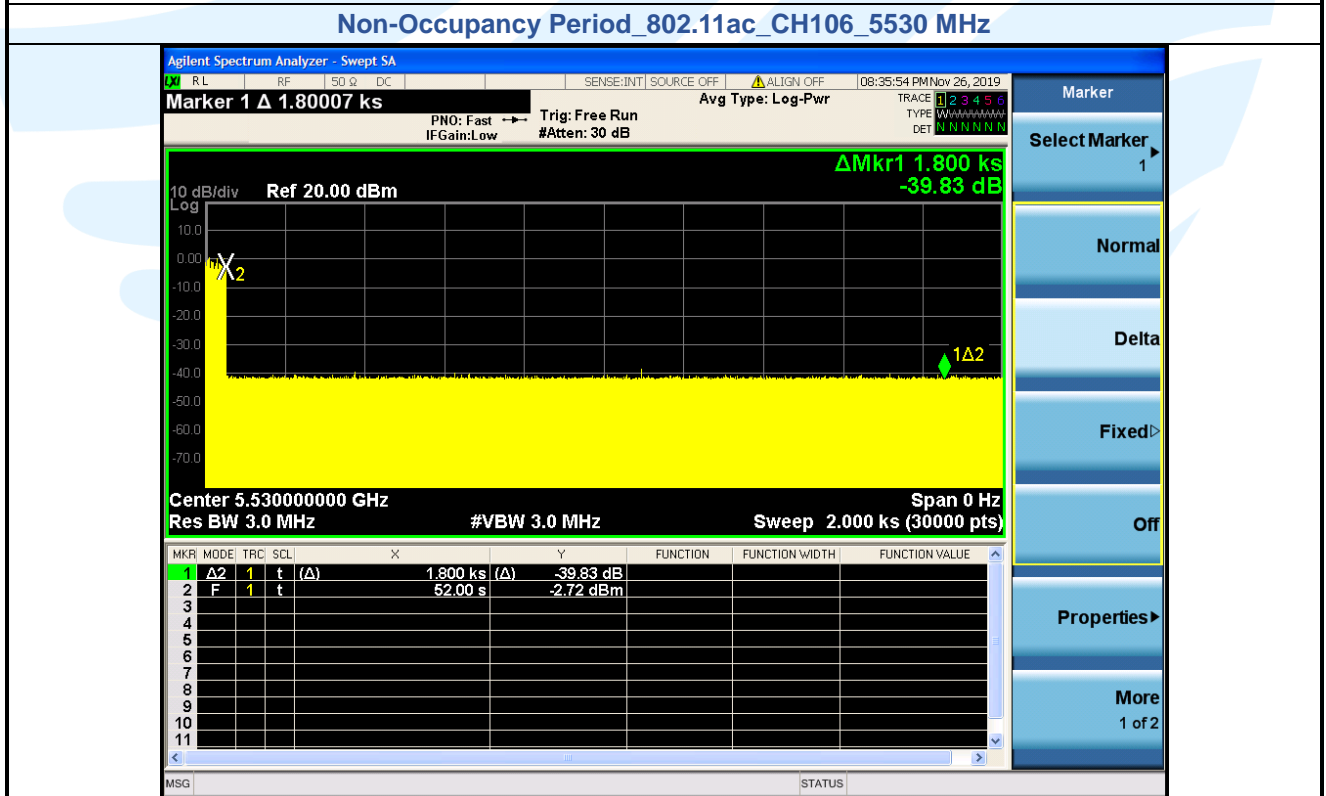 Non-Occupancy Period_802.11ac_CH106_5530 MHz
Agilent Spectrum Analyzer - Swept SA
LXI RL RF 50 Ω DC SENSE:INT SOURCE OFF ALIGN OFF 08:35:54 PM Nov 26, 2019
Marker 1 Δ 1.80007 ks
PNO: Fast
IFGain:Low
Trig: Free Run
#Atten: 30 dB
Avg Type: Log-Pwr
TRACE 1 2 3 4 5 6
TYPE WWWWWW
DET N N N N N N
ΔMkr1 1.800 ks
-39.83 dB
10 dB/div Ref 20.00 dBm
Log
10.0
0.00
-10.0
-20.0
-30.0
-40.0
-50.0
-60.0
-70.0
2
1Δ2
Center 5.530000000 GHz Span 0 Hz
Res BW 3.0 MHz #VBW 3.0 MHz Sweep 2.000 ks (30000 pts)
MKR MODE TRC SCL X Y FUNCTION FUNCTION WIDTH FUNCTION VALUE
1 Δ2 1 t (Δ) 1.800 ks (Δ) -39.83 dB
2 F 1 t 52.00 s -2.72 dBm
3
4
5
6
7
8
9
10
11
MSG STATUS
Marker
Select Marker
1
Normal
Delta
Fixed
Off
Properties
More
1 of 2